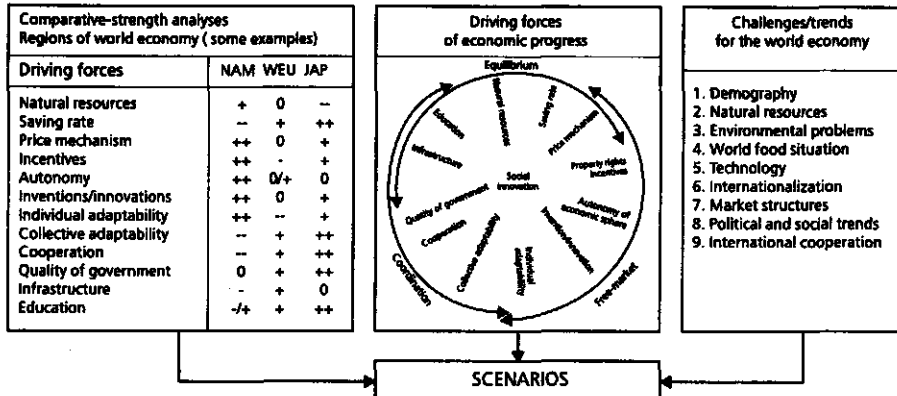 Comparative-strength analyses
Regions of world economy ( some examples)
Driving forces NAM WEU JAP
Natural resources + 0 --
Saving rate -- + ++
Price mechanism ++ 0 +
Incentives ++ - +
Autonomy ++ 0/+ 0
Inventions/innovations ++ 0 +
Individual adaptability ++ -- +
Collective adaptability -- + ++
Cooperation -- + ++
Quality of government 0 + ++
Infrastructure - + 0
Education -/+ + ++
Driving forces
of economic progress
Equilibrium
Natural resources
Saving rate
Price mechanism
Property rights
Incentives
Autonomy of
economic sphere
Invention/innovation
Individual
adaptability
Collective adaptability
Cooperation
Quality of government
Infrastructure
Education
Social
innovation
Coordination
Free-market
Challenges/trends
for the world economy
1. Demography
2. Natural resources
3. Environmental problems
4. World food situation
5. Technology
6. Internationalization
7. Market structures
8. Political and social trends
9. International cooperation
SCENARIOS